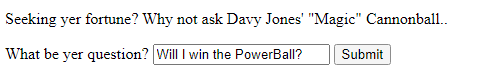 Seeking yer fortune? Why not ask Davy Jones' "Magic" Cannonball..
What be yer question? Will I win the PowerBall? Submit